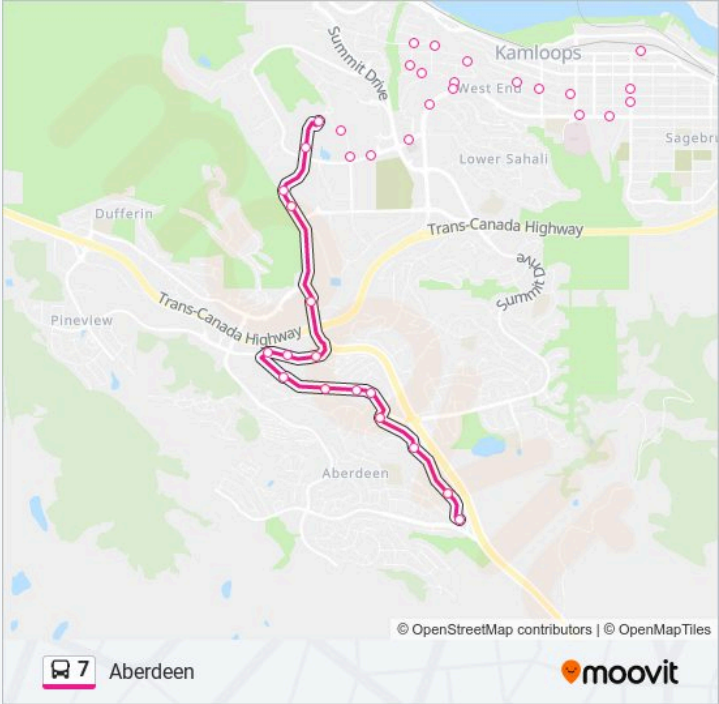 Summit Drive
Kamloops
West End
Sagebru
Lower Sahali
Dufferin
Trans-Canada Highway
Summit Drive
Trans-Canada Highway
Pineview
Aberdeen
© OpenStreetMap contributors | © OpenMapTiles
7 Aberdeen
moovit